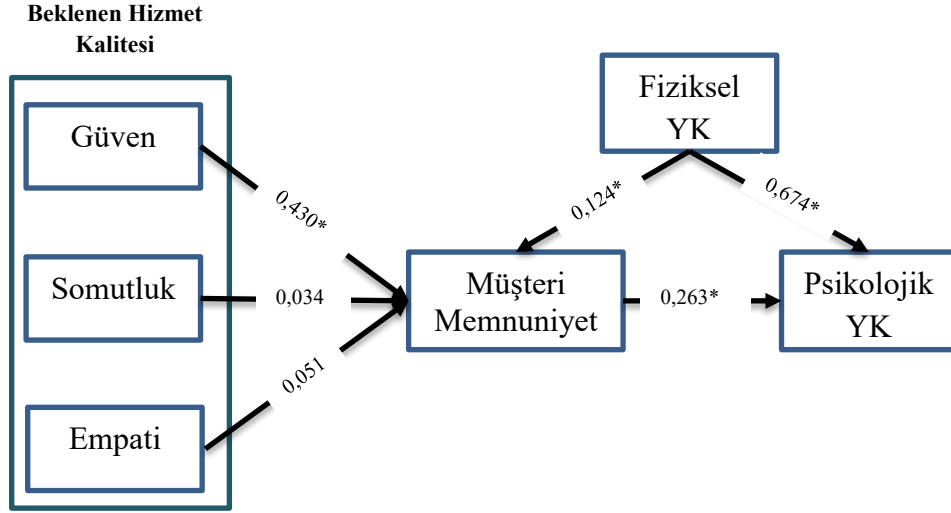 Beklenen Hizmet
Kalitesi
Güven
Somutluk
Empati
0,430*
0,034
0,051
Fiziksel
YK
0,124*
0,674*
Müşteri
Memnuniyet
0,263*
Psikolojik
YK